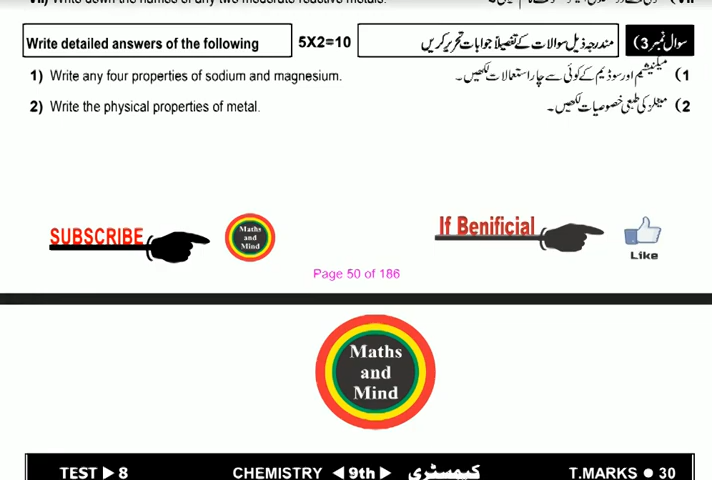 Write detailed answers of the following 5X2=10 مندرجہ ذیل سوالات کے تفصیلاً جوابات تحریر کریں سوال نمبر 3)
1) Write any four properties of sodium and magnesium. 1) میگنیشیم اور سوڈیم کے کوئی سے چار استعمالات لکھیں۔
2) Write the physical properties of metal. 2) میٹلز کی طبعی خصوصیات لکھیں۔
SUBSCRIBE
Maths
and
Mind
If Benificial
Like
Page 50 of 186
Maths
and
Mind
TEST ▶ 8 CHEMISTRY ◀ 9th ▶ کیمسٹری T.MARKS ● 30